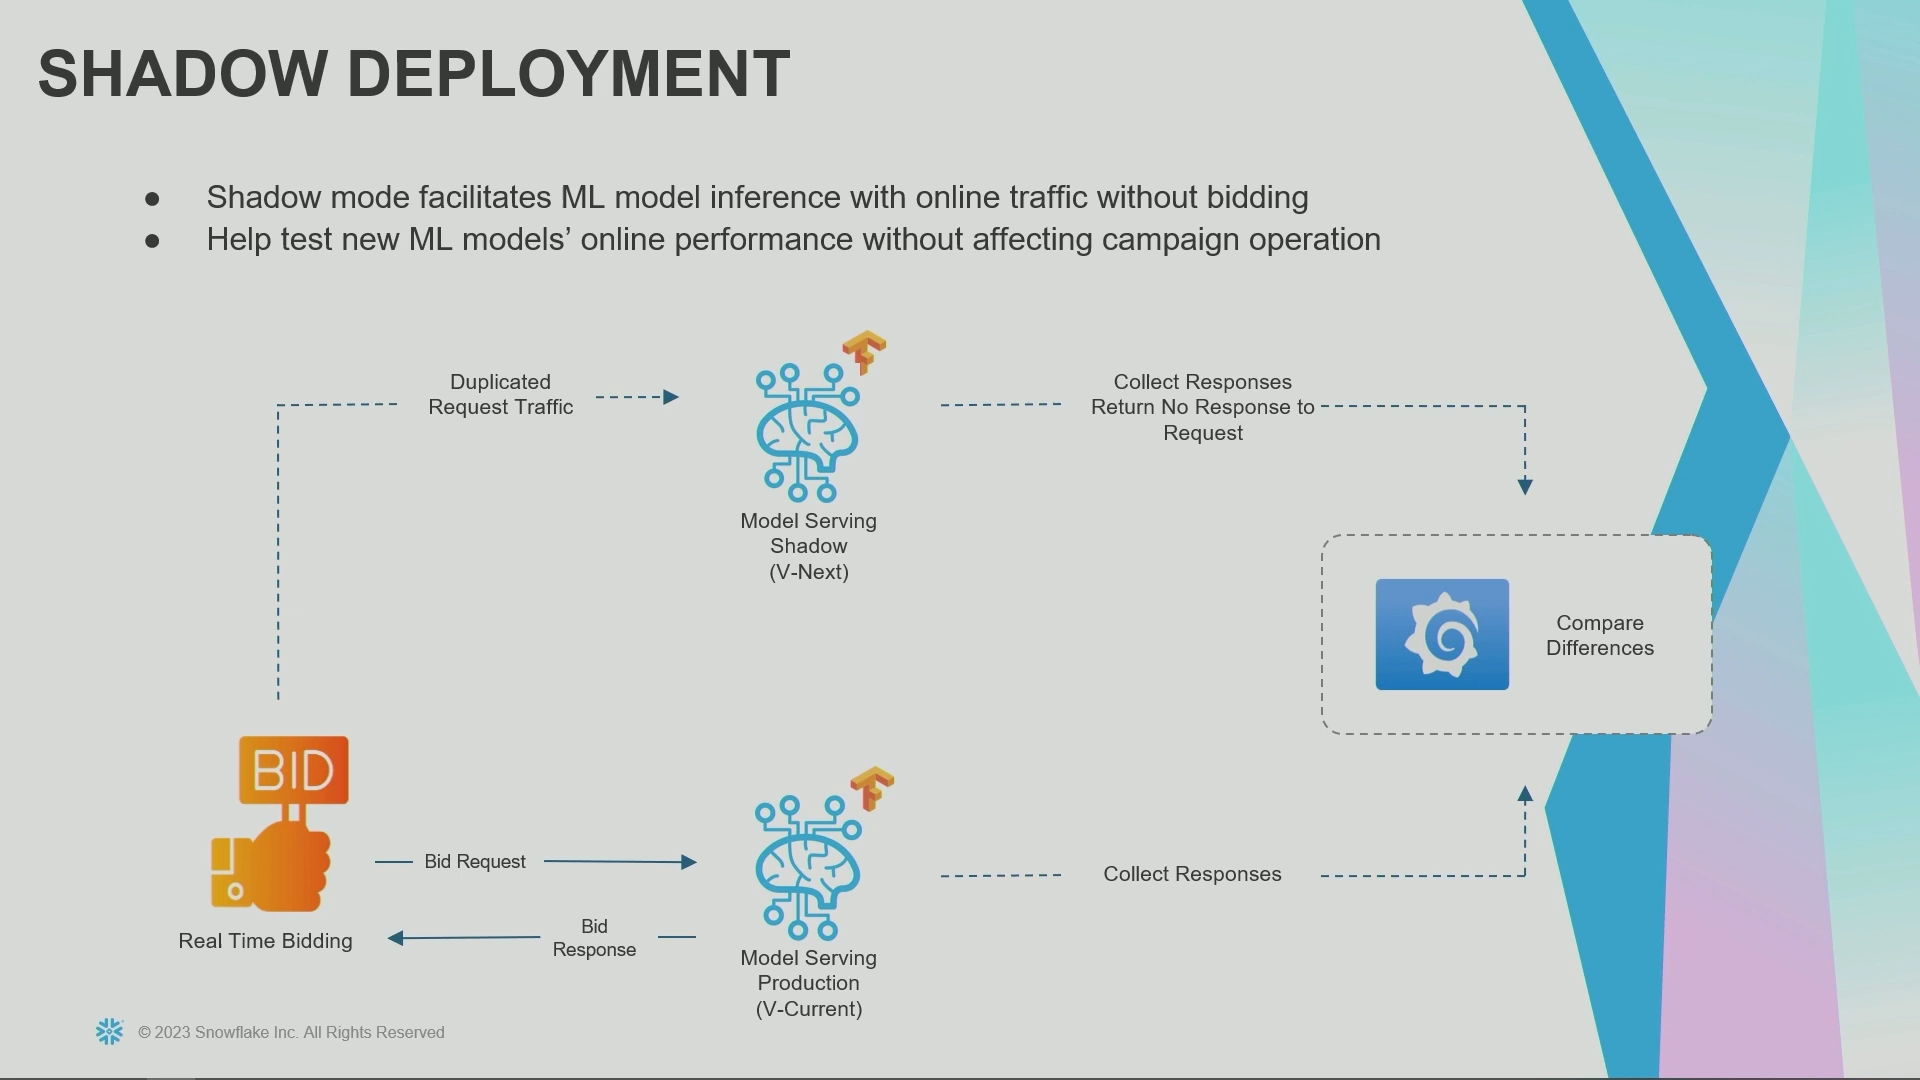 SHADOW DEPLOYMENT
● Shadow mode facilitates ML model inference with online traffic without bidding
● Help test new ML models’ online performance without affecting campaign operation
Duplicated
Request Traffic
Collect Responses
Return No Response to
Request
Model Serving
Shadow
(V-Next)
Compare
Differences
BID
Real Time Bidding
Bid Request
Bid
Response
Model Serving
Production
(V-Current)
Collect Responses
© 2023 Snowflake Inc. All Rights Reserved